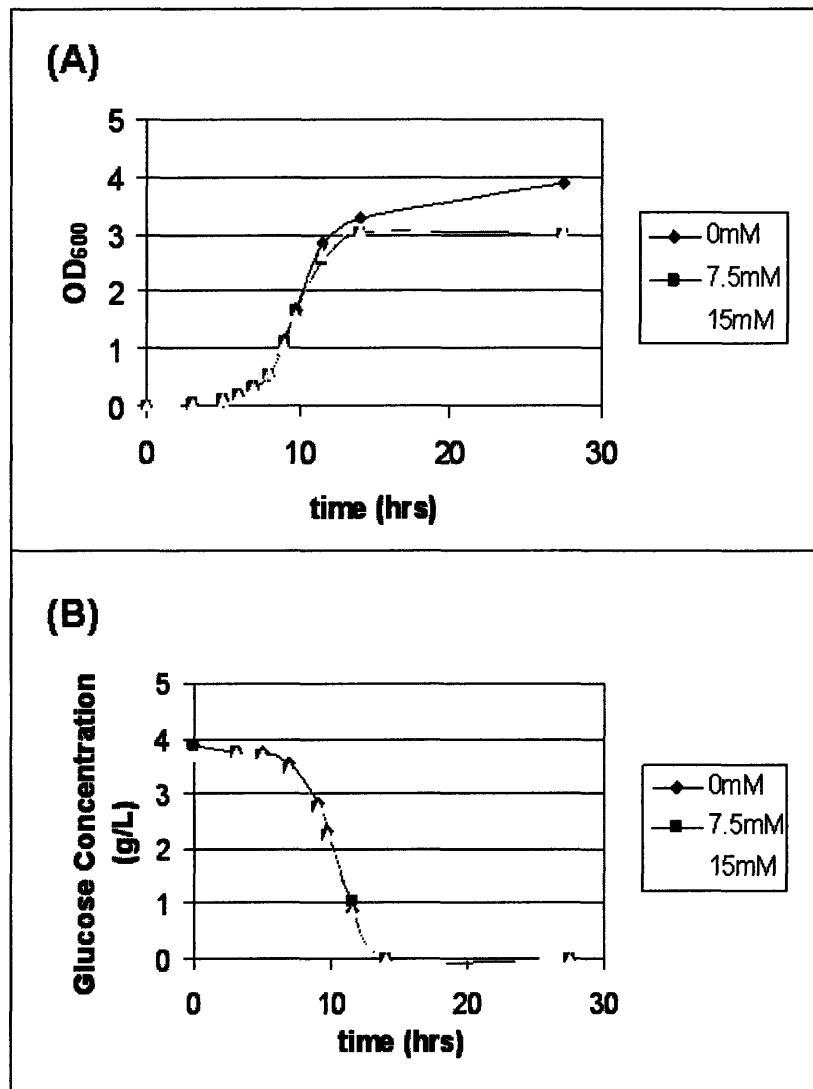 (A)
5
4
3
2
1
0
OD600
0 10 20 30
time (hrs)
0mM
7.5mM
15mM
(B)
5
4
3
2
1
0
Glucose Concentration
(g/L)
0 10 20 30
time (hrs)
0mM
7.5mM
15mM